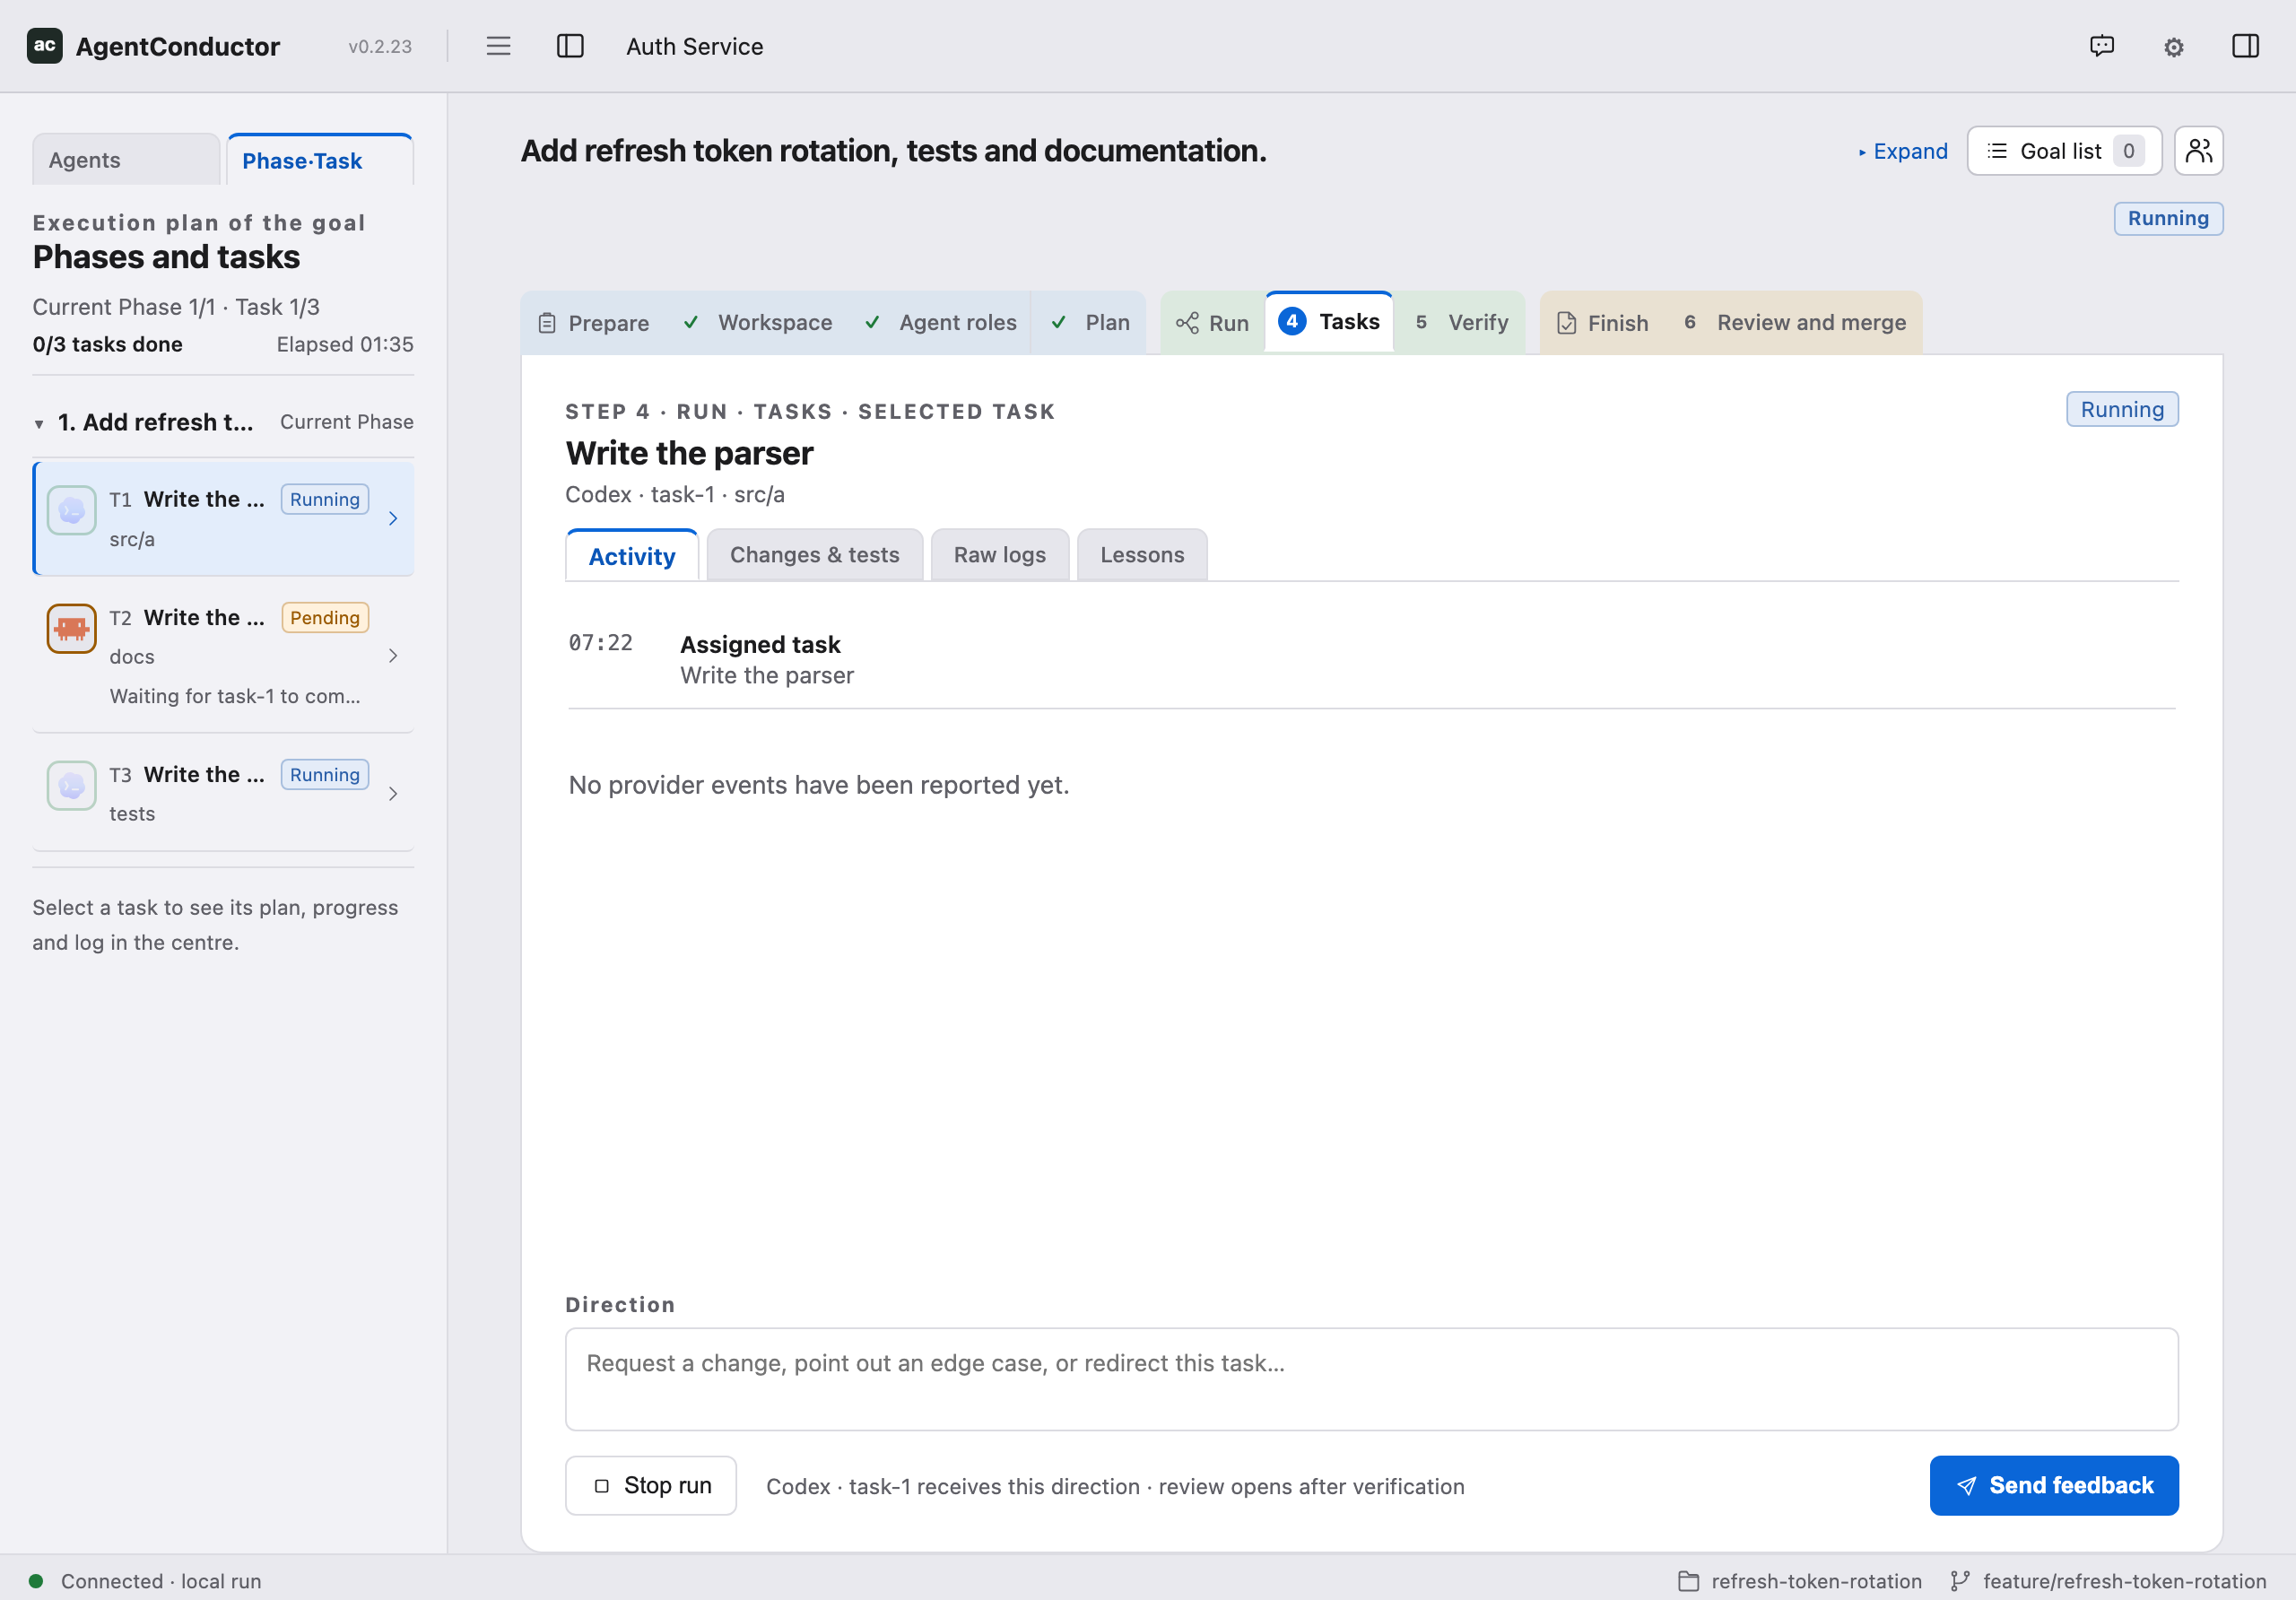 ac AgentConductor v0.2.23 Auth Service
Agents Phase·Task
Execution plan of the goal
Phases and tasks
Current Phase 1/1 · Task 1/3
0/3 tasks done Elapsed 01:35
1. Add refresh t... Current Phase
T1 Write the ... Running
src/a
T2 Write the ... Pending
docs
Waiting for task-1 to com...
T3 Write the ... Running
tests
Select a task to see its plan, progress
and log in the centre.
Add refresh token rotation, tests and documentation.
Expand Goal list 0
Running
Prepare Workspace Agent roles Plan Run 4 Tasks 5 Verify Finish 6 Review and merge
STEP 4 · RUN · TASKS · SELECTED TASK
Running
Write the parser
Codex · task-1 · src/a
Activity Changes & tests Raw logs Lessons
07:22 Assigned task
Write the parser
No provider events have been reported yet.
Direction
Request a change, point out an edge case, or redirect this task...
Stop run Codex · task-1 receives this direction · review opens after verification Send feedback
Connected · local run refresh-token-rotation feature/refresh-token-rotation